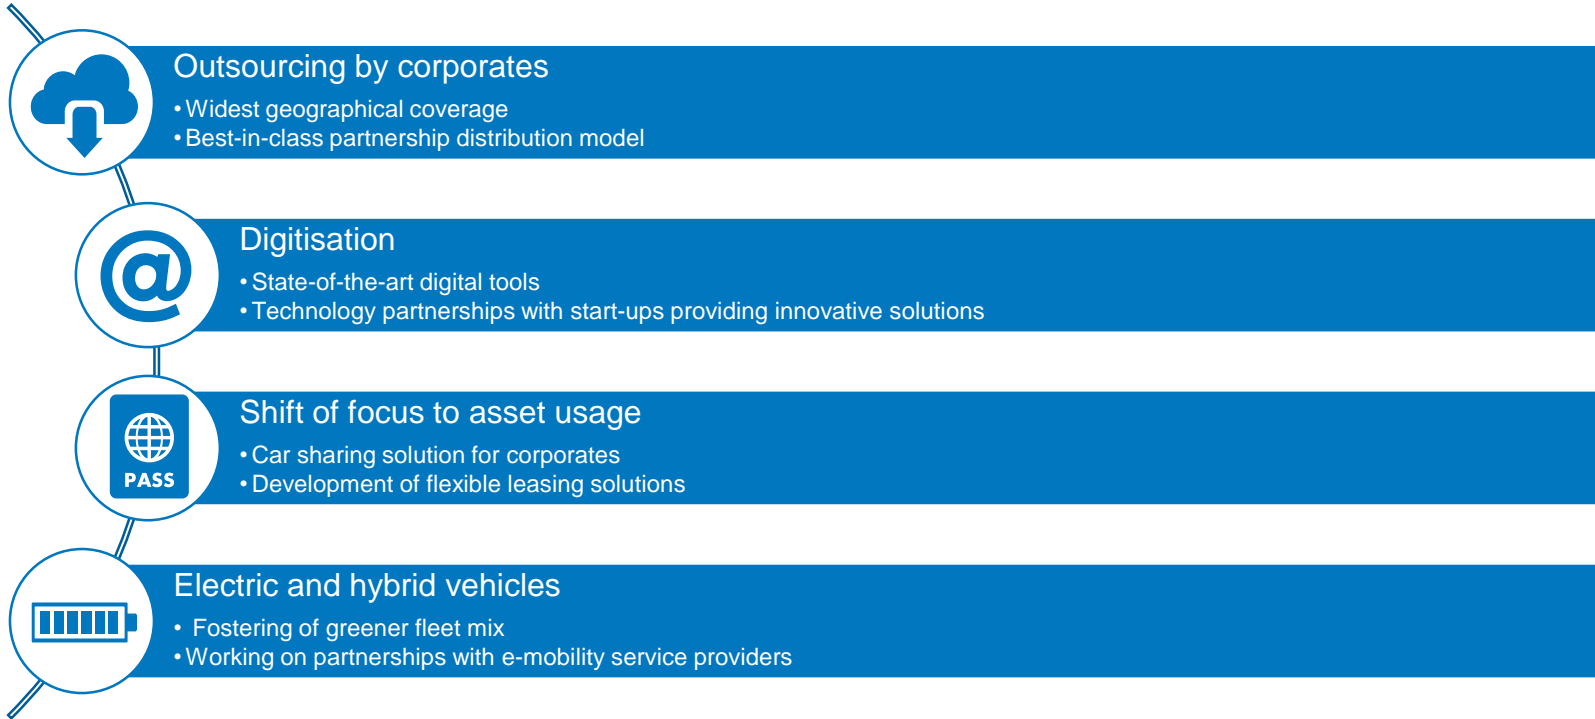 Outsourcing by corporates
• Widest geographical coverage
• Best-in-class partnership distribution model
@
Digitisation
• State-of-the-art digital tools
• Technology partnerships with start-ups providing innovative solutions
PASS
Shift of focus to asset usage
• Car sharing solution for corporates
• Development of flexible leasing solutions
Electric and hybrid vehicles
• Fostering of greener fleet mix
• Working on partnerships with e-mobility service providers